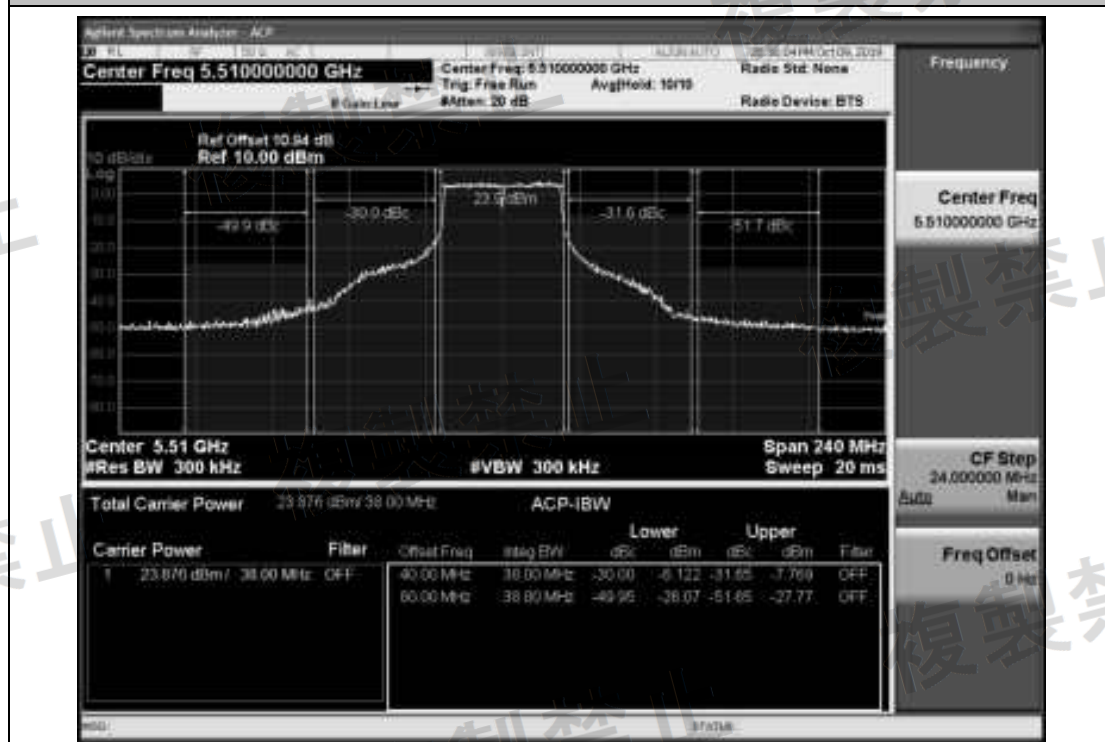 Agilent Spectrum Analyzer - ACP
Center Freq 5.510000000 GHz
Center Freq: 5.510000000 GHz
Trig: Free Run
Avg|Hold: 10/10
#Atten: 20 dB
Radio Std: None
Radio Device: BTS
Ref Offset 10.94 dB
10 dB/div
Ref 10.00 dBm
Log
-49.9 dBc
-30.0 dBc
23.9 dBm
-31.6 dBc
-51.7 dBc
Center 5.51 GHz
Span 240 MHz
#Res BW 300 kHz
#VBW 300 kHz
Sweep 20 ms
Total Carrier Power 23.876 dBm/ 38.00 MHz
ACP-IBW
Lower Upper
Carrier Power Filter
Offset Freq Integ BW dBc dBm dBc dBm Filter
1 23.876 dBm / 38.00 MHz OFF
40.00 MHz 38.00 MHz -30.00 -6.122 -31.65 -7.769 OFF
38.00 MHz -49.95 -26.07 -51.65 -27.77 OFF
Frequency
Center Freq
5.510000000 GHz
CF Step
24.000000 MHz
Auto Man
Freq Offset
0 Hz
MSG
STATUS
複製禁止